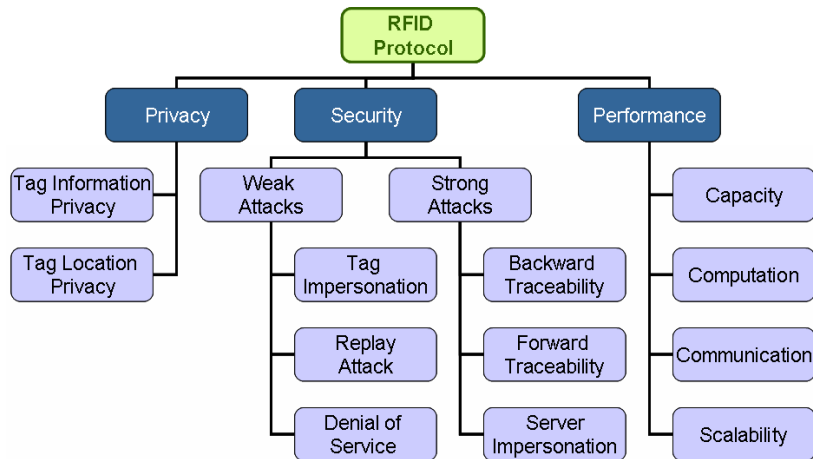 RFID
Protocol
Privacy
Security
Performance
Tag Information
Privacy
Weak
Attacks
Strong
Attacks
Capacity
Tag Location
Privacy
Tag
Impersonation
Backward
Traceability
Computation
Replay
Attack
Forward
Traceability
Communication
Denial of
Service
Server
Impersonation
Scalability